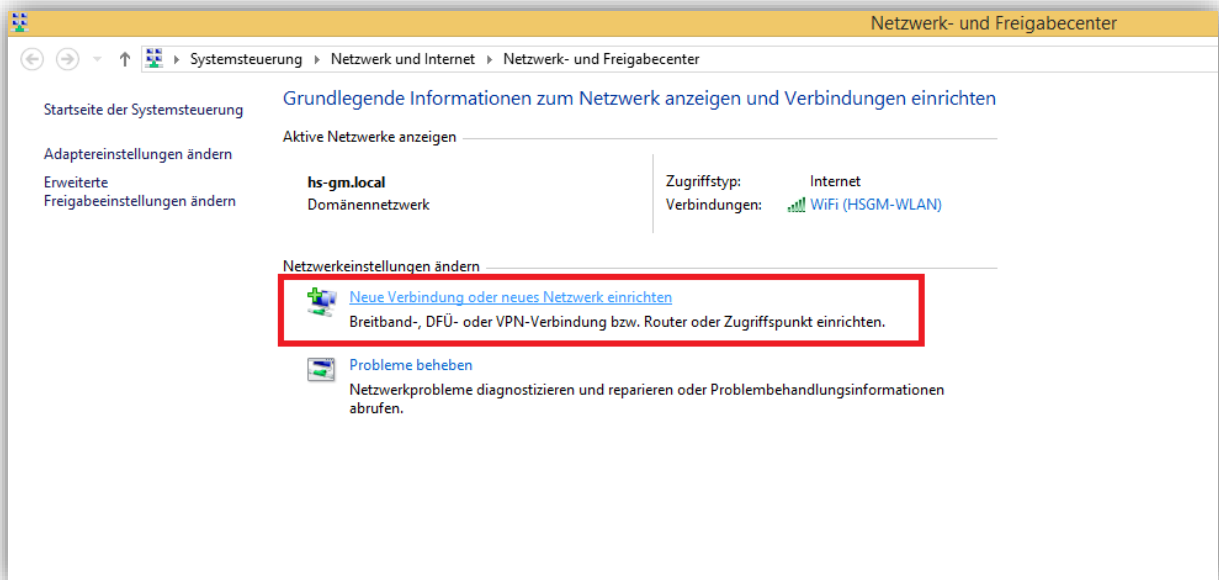 Netzwerk- und Freigabecenter
Systemsteuerung Netzwerk und Internet Netzwerk- und Freigabecenter
Startseite der Systemsteuerung
Adaptereinstellungen ändern
Erweiterte
Freigabeeinstellungen ändern
Grundlegende Informationen zum Netzwerk anzeigen und Verbindungen einrichten
Aktive Netzwerke anzeigen
hs-gm.local
Domänennetzwerk
Zugriffstyp: Internet
Verbindungen: WiFi (HSGM-WLAN)
Netzwerkeinstellungen ändern
Neue Verbindung oder neues Netzwerk einrichten
Breitband-, DFÜ- oder VPN-Verbindung bzw. Router oder Zugriffspunkt einrichten.
Probleme beheben
Netzwerkprobleme diagnostizieren und reparieren oder Problembehandlungsinformationen
abrufen.